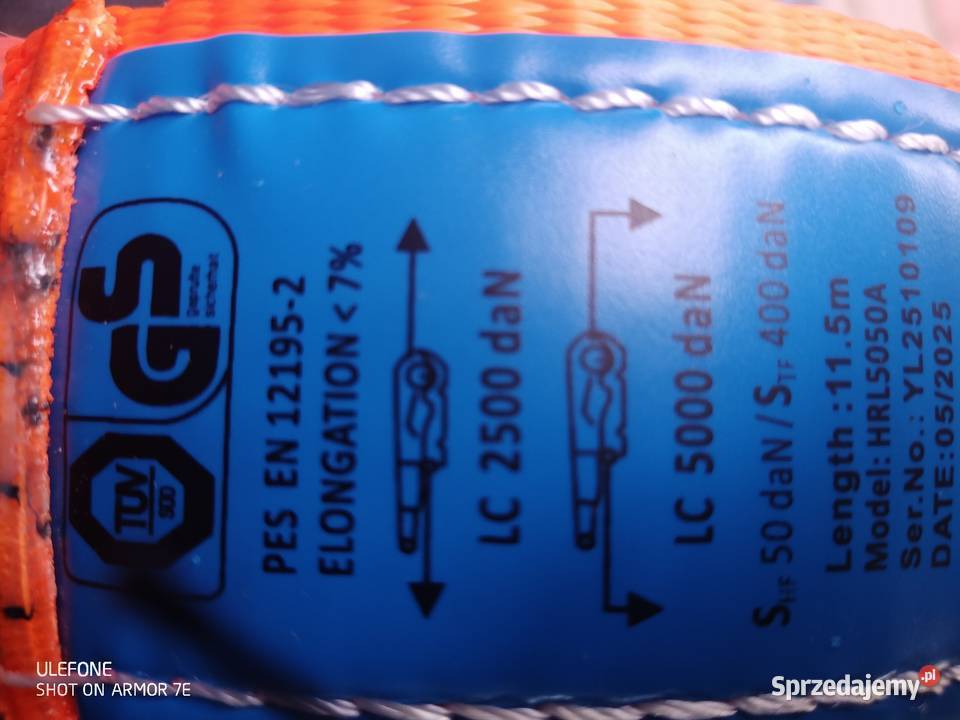 GS
geprüfte
sicherheit
TÜV
SÜD
PES EN 12195-2
ELONGATION < 7%
LC 2500 daN
LC 5000 daN
SHF 50 daN / STF 400 daN
Length :11.5m
Model: HRL5050A
Ser.No.: YL2510109
DATE:05/2025
ULEFONE
SHOT ON ARMOR 7E
Sprzedajemy.pl